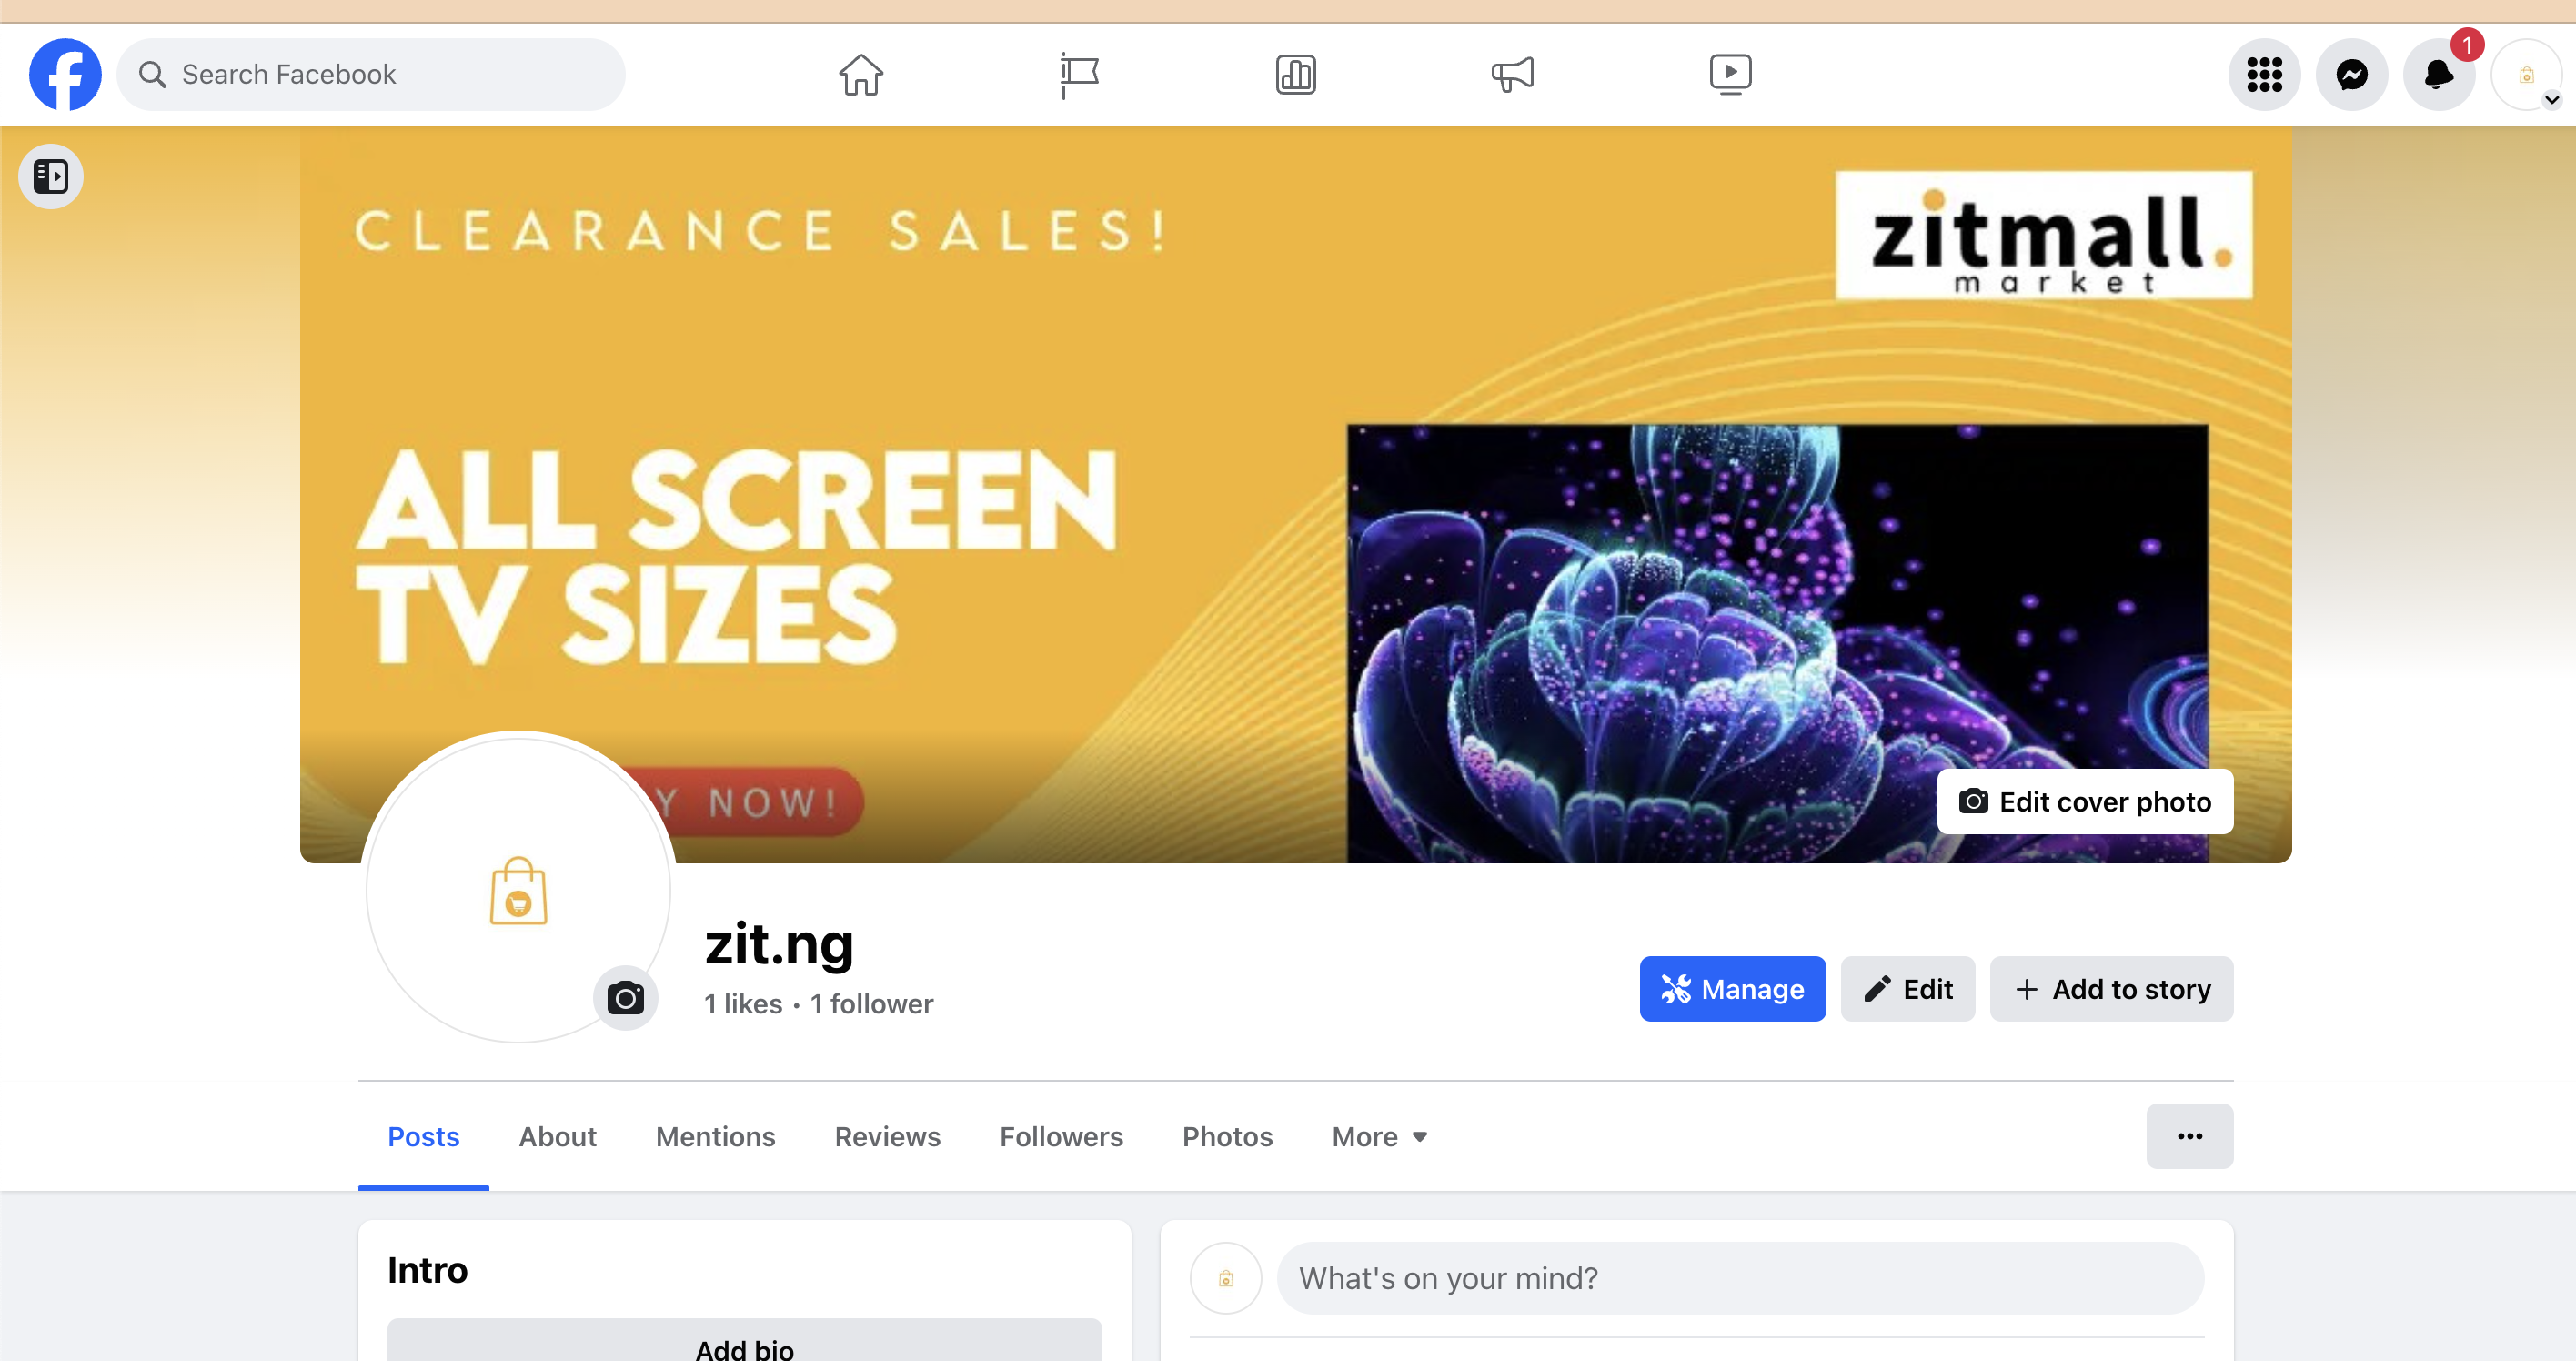 Search Facebook
1
CLEARANCE SALES!
zitmall.
market
ALL SCREEN
TV SIZES
Y NOW!
Edit cover photo
zit.ng
1 likes • 1 follower
Manage
Edit
Add to story
Posts
About
Mentions
Reviews
Followers
Photos
More
Intro
What's on your mind?
Add bio